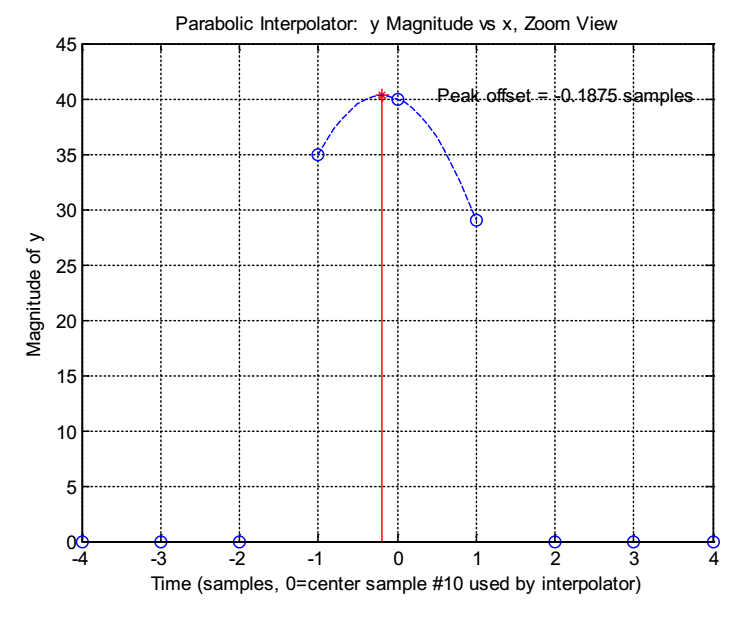 Parabolic Interpolator:  y Magnitude vs x, Zoom View
45
40
35
30
25
20
15
10
5
0
Magnitude of y
Peak offset = -0.1875 samples
-4 -3 -2 -1 0 1 2 3 4
Time (samples, 0=center sample #10 used by interpolator)